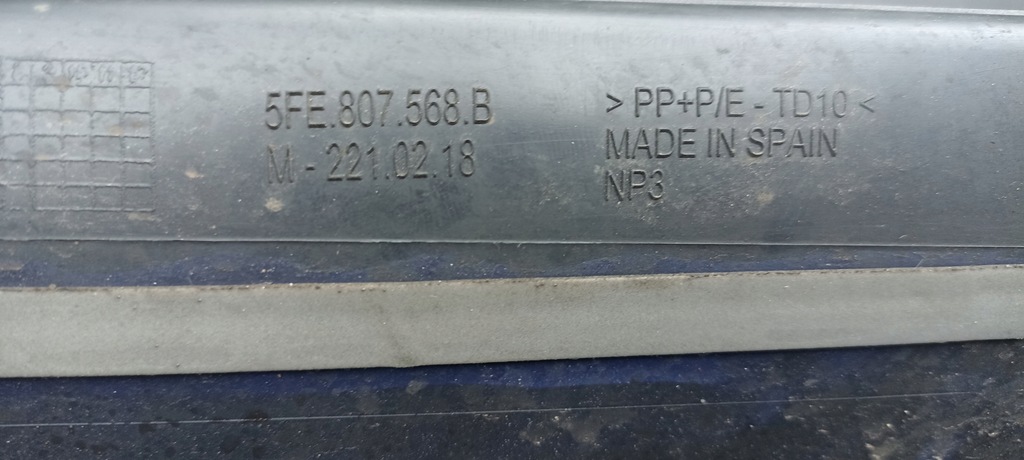 5FE.807.568.B
M - 221.02.18
> PP+P/E - TD10 <
MADE IN SPAIN
NP3